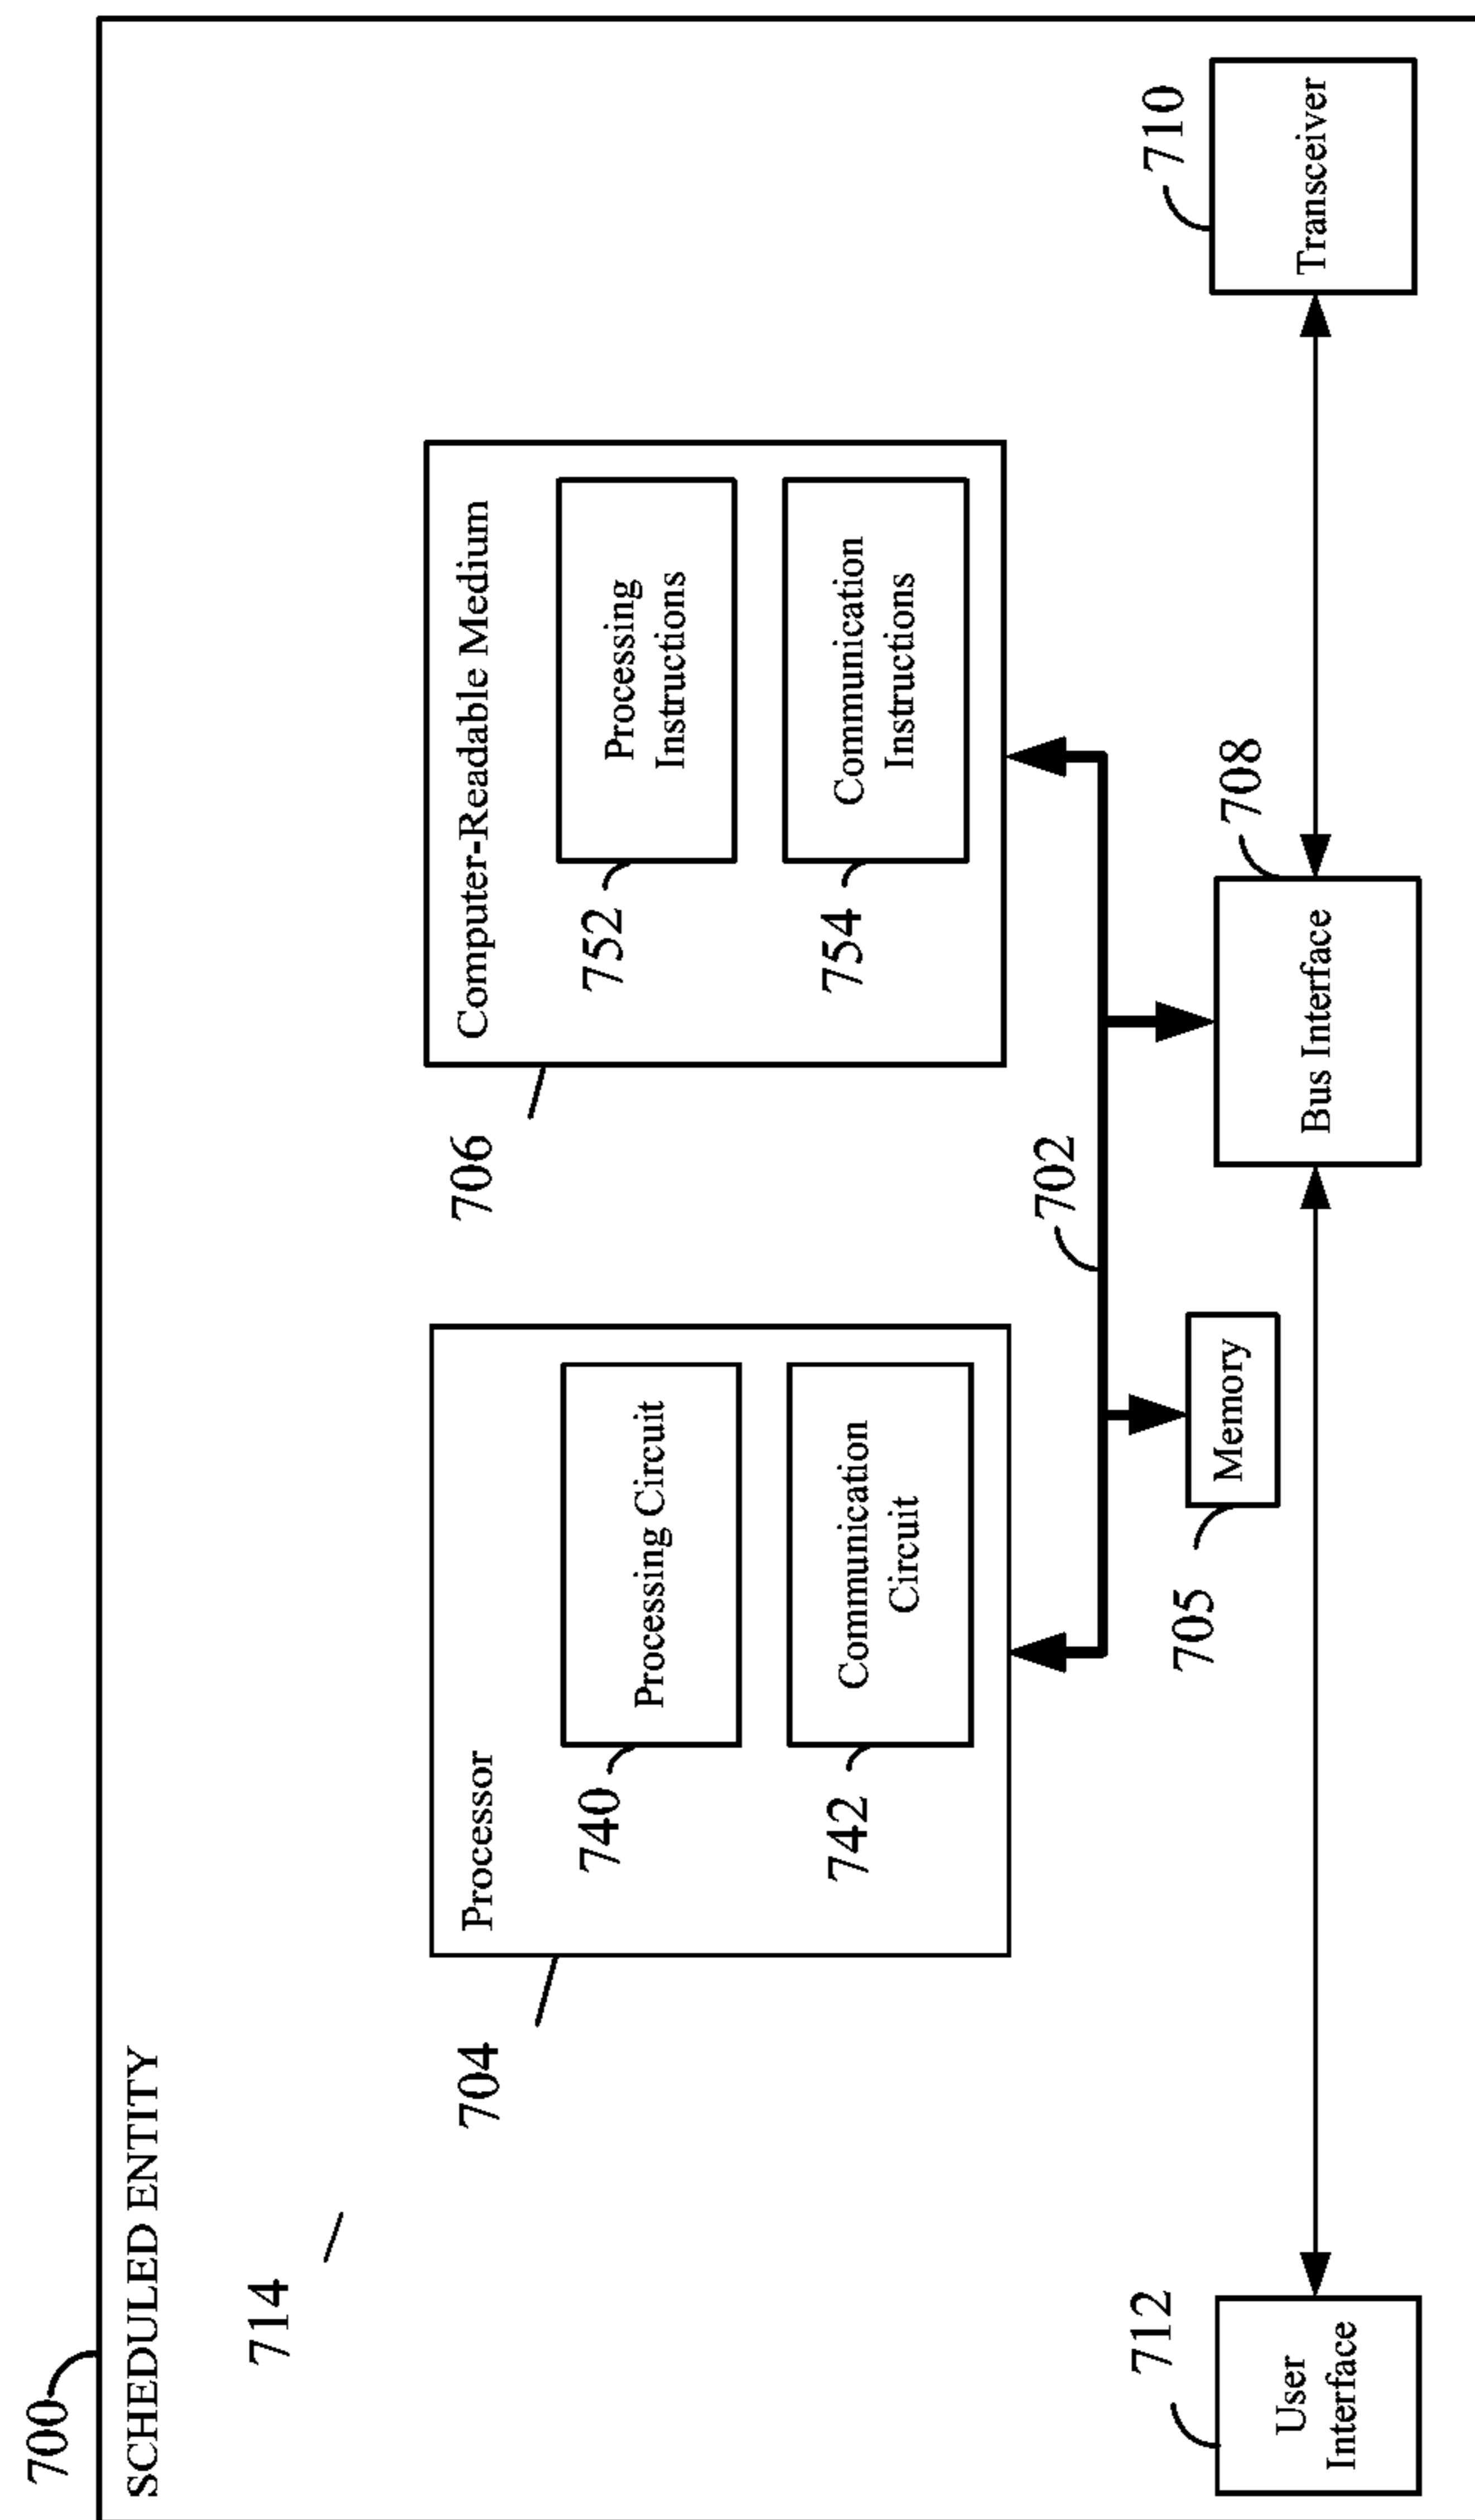 700
SCHEDULED ENTITY
714
704
Processor
740
Processing Circuit
742
Communication
Circuit
706
Computer-Readable Medium
752
Processing
Instructions
754
Communication
Instructions
702
705
Memory
712
User
Interface
708
Bus Interface
710
Transceiver